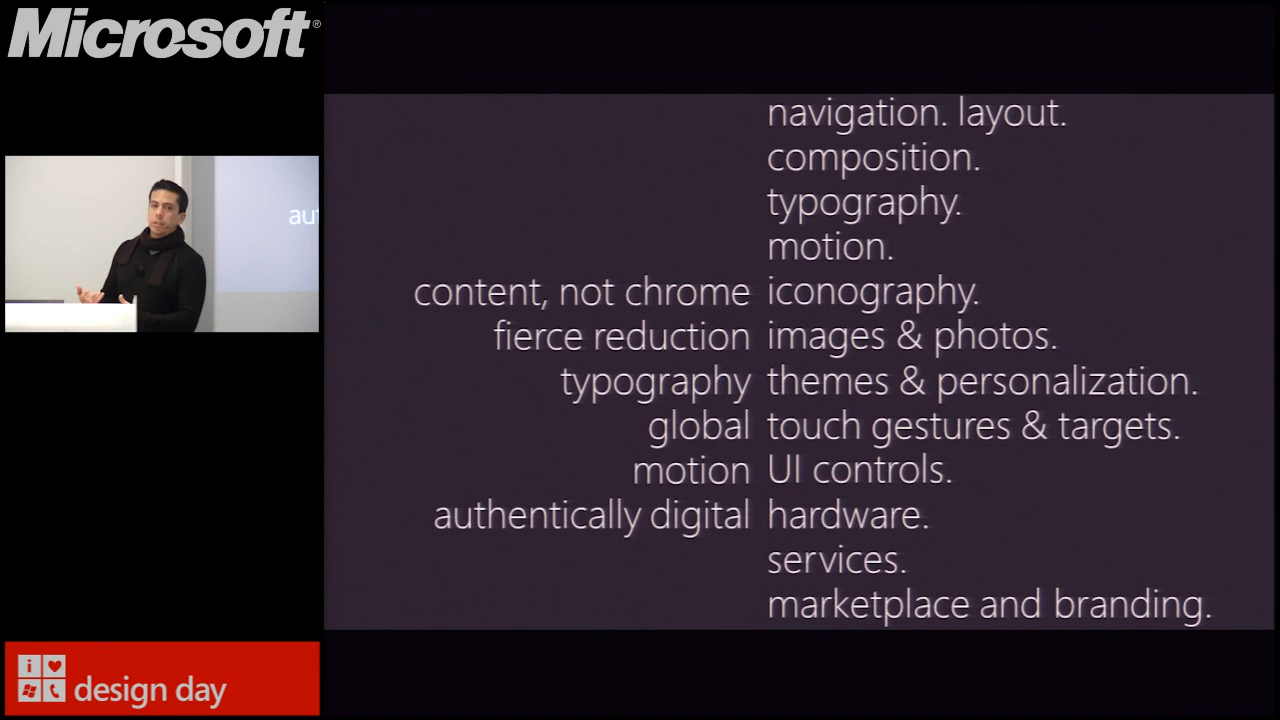 Microsoft®
au
navigation. layout.
composition.
typography.
motion.
content, not chrome iconography.
fierce reduction images & photos.
typography themes & personalization.
global touch gestures & targets.
motion UI controls.
authentically digital hardware.
services.
marketplace and branding.
i
design day